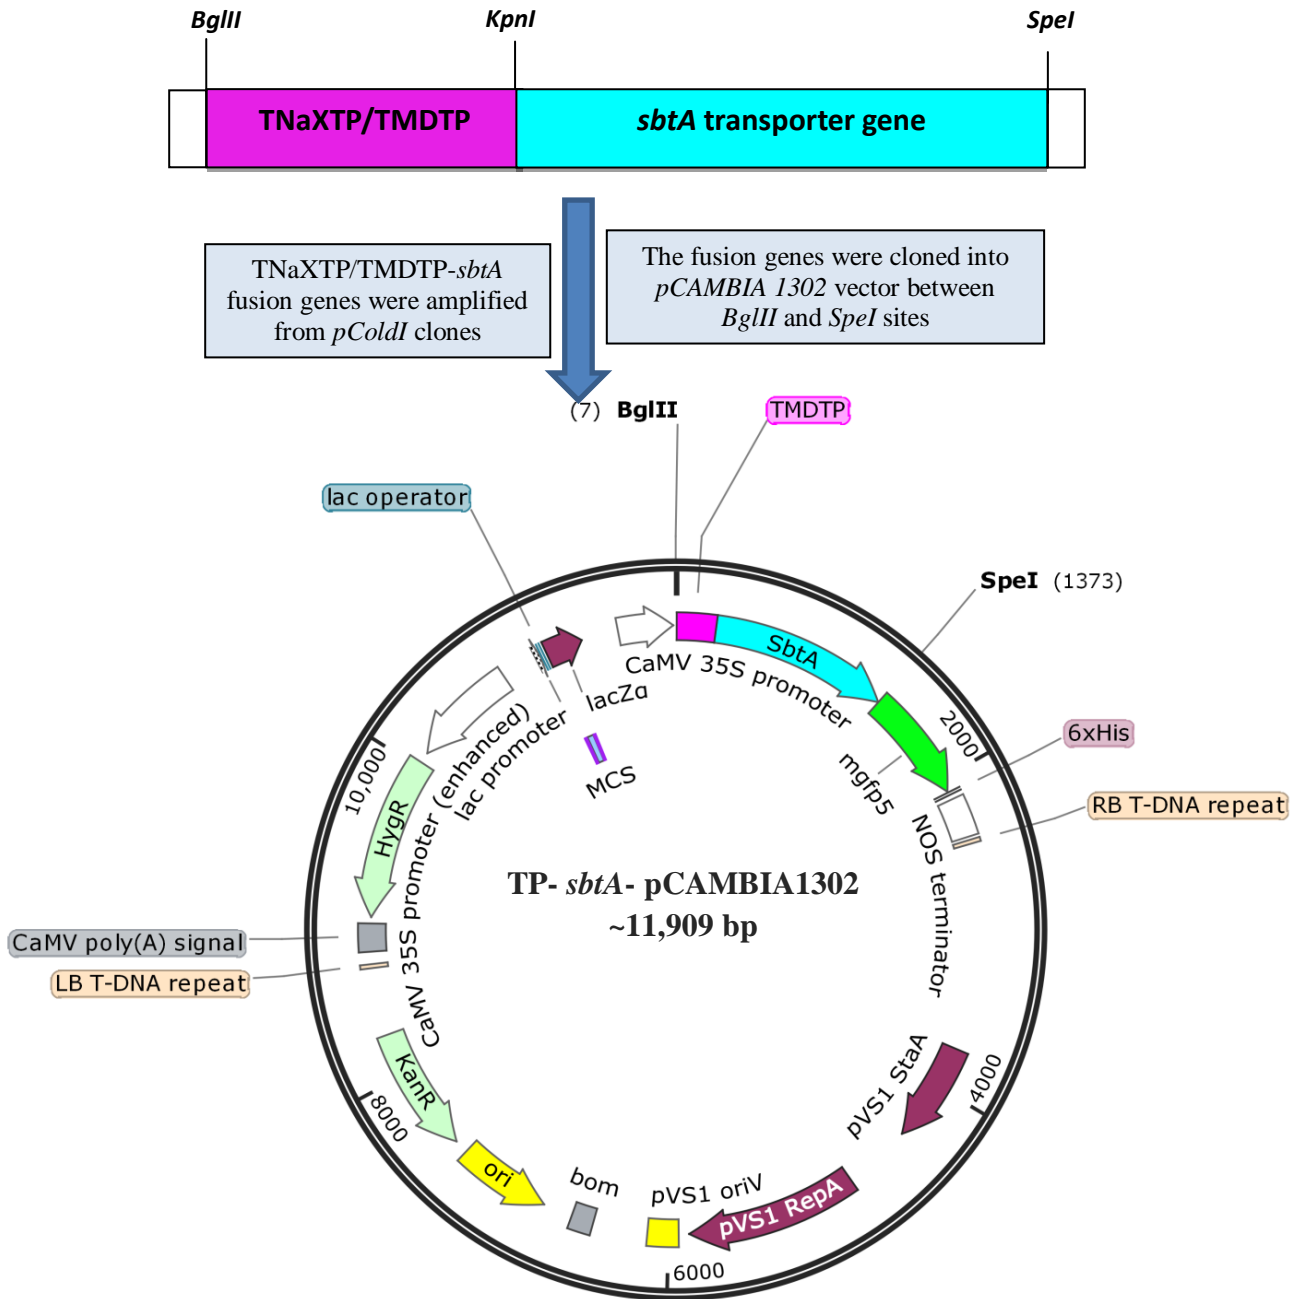 BglII
KpnI
SpeI
TNaXTP/TMDTP
sbtA transporter gene
TNaXTP/TMDTP-sbtA
fusion genes were amplified
from pColdI clones
The fusion genes were cloned into
pCAMBIA 1302 vector between
BglII and SpeI sites
(7) BglII
TMDTP
lac operator
SpeI (1373)
SbtA
CaMV 35S promoter
lacZα
lac promoter
MCS
mgfp5
2000
6xHis
RB T-DNA repeat
NOS terminator
10,000
HygR
CaMV 35S promoter (enhanced)
TP- sbtA- pCAMBIA1302
~11,909 bp
CaMV poly(A) signal
LB T-DNA repeat
KanR
8000
ori
bom
pVS1 oriV
pVS1 RepA
pVS1 StaA
4000
6000